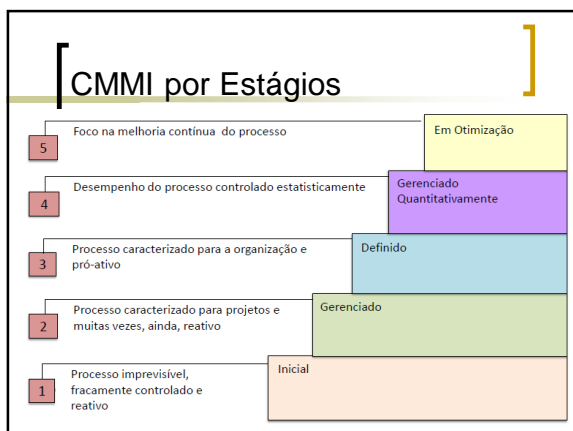 CMMI por Estágios
Foco na melhoria contínua do processo
5
Em Otimização
Desempenho do processo controlado estatisticamente
4
Gerenciado
Quantitativamente
Processo caracterizado para a organização e
pró-ativo
3
Definido
Processo caracterizado para projetos e
muitas vezes, ainda, reativo
2
Gerenciado
Processo imprevisível,
fracamente controlado e
reativo
1
Inicial